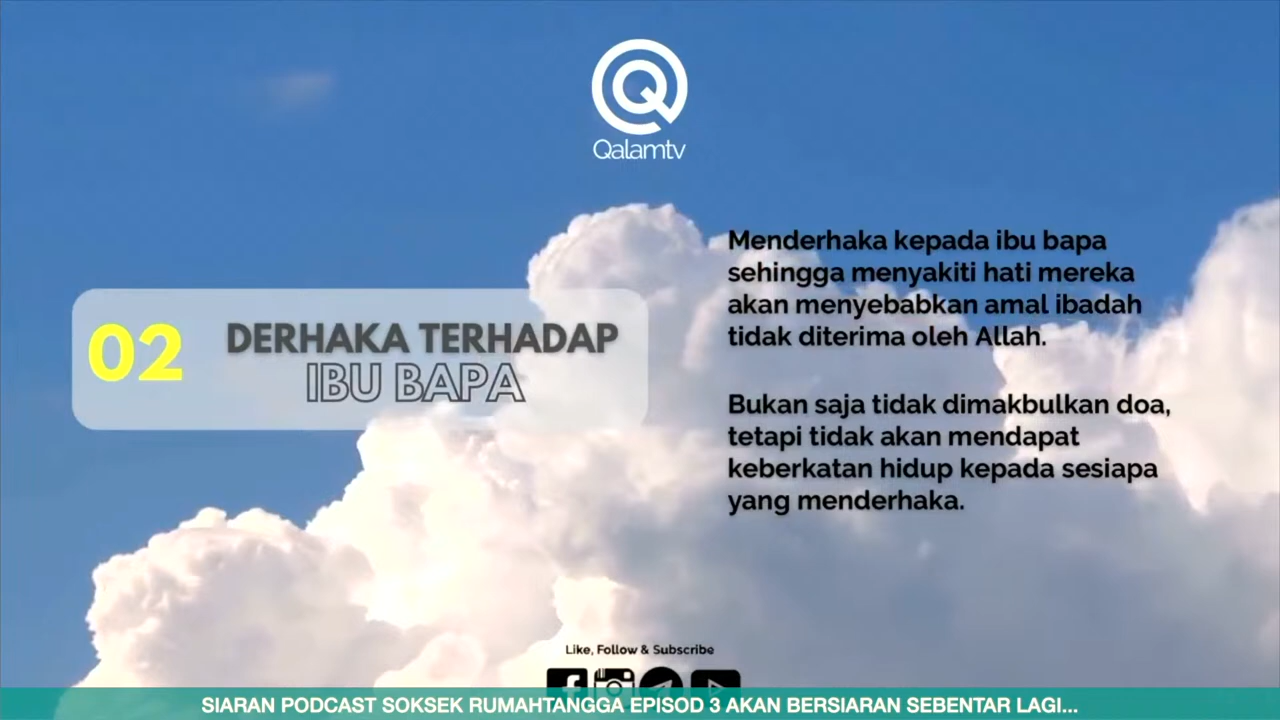 Qalamtv
02
DERHAKA TERHADAP
IBU BAPA
Menderhaka kepada ibu bapa
sehingga menyakiti hati mereka
akan menyebabkan amal ibadah
tidak diterima oleh Allah.
Bukan saja tidak dimakbulkan doa,
tetapi tidak akan mendapat
keberkatan hidup kepada sesiapa
yang menderhaka.
Like, Follow & Subscribe
SIARAN PODCAST SOKSEK RUMAHTANGGA EPISOD 3 AKAN BERSIARAN SEBENTAR LAGI...